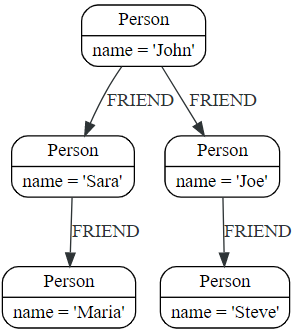 Person
name = 'John'
FRIEND FRIEND
Person Person
name = 'Sara' name = 'Joe'
FRIEND FRIEND
Person Person
name = 'Maria' name = 'Steve'